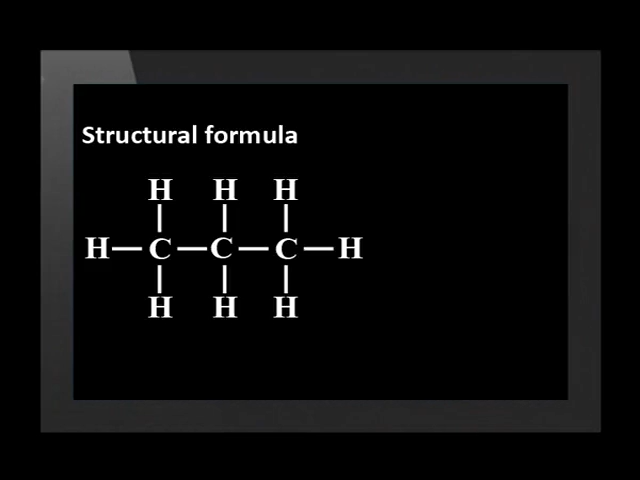 Structural formula
H H H
H—C—C—C—H
H H H